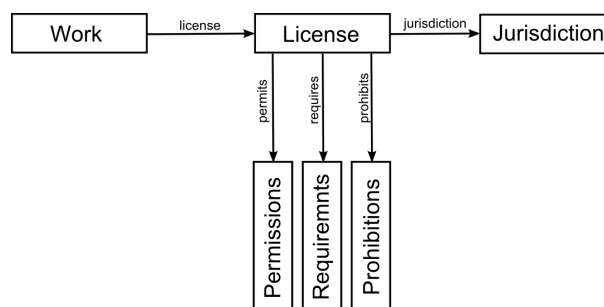 Work
license
License
jurisdiction
Jurisdiction
permits
requires
prohibits
Permissions
Requiremnts
Prohibitions